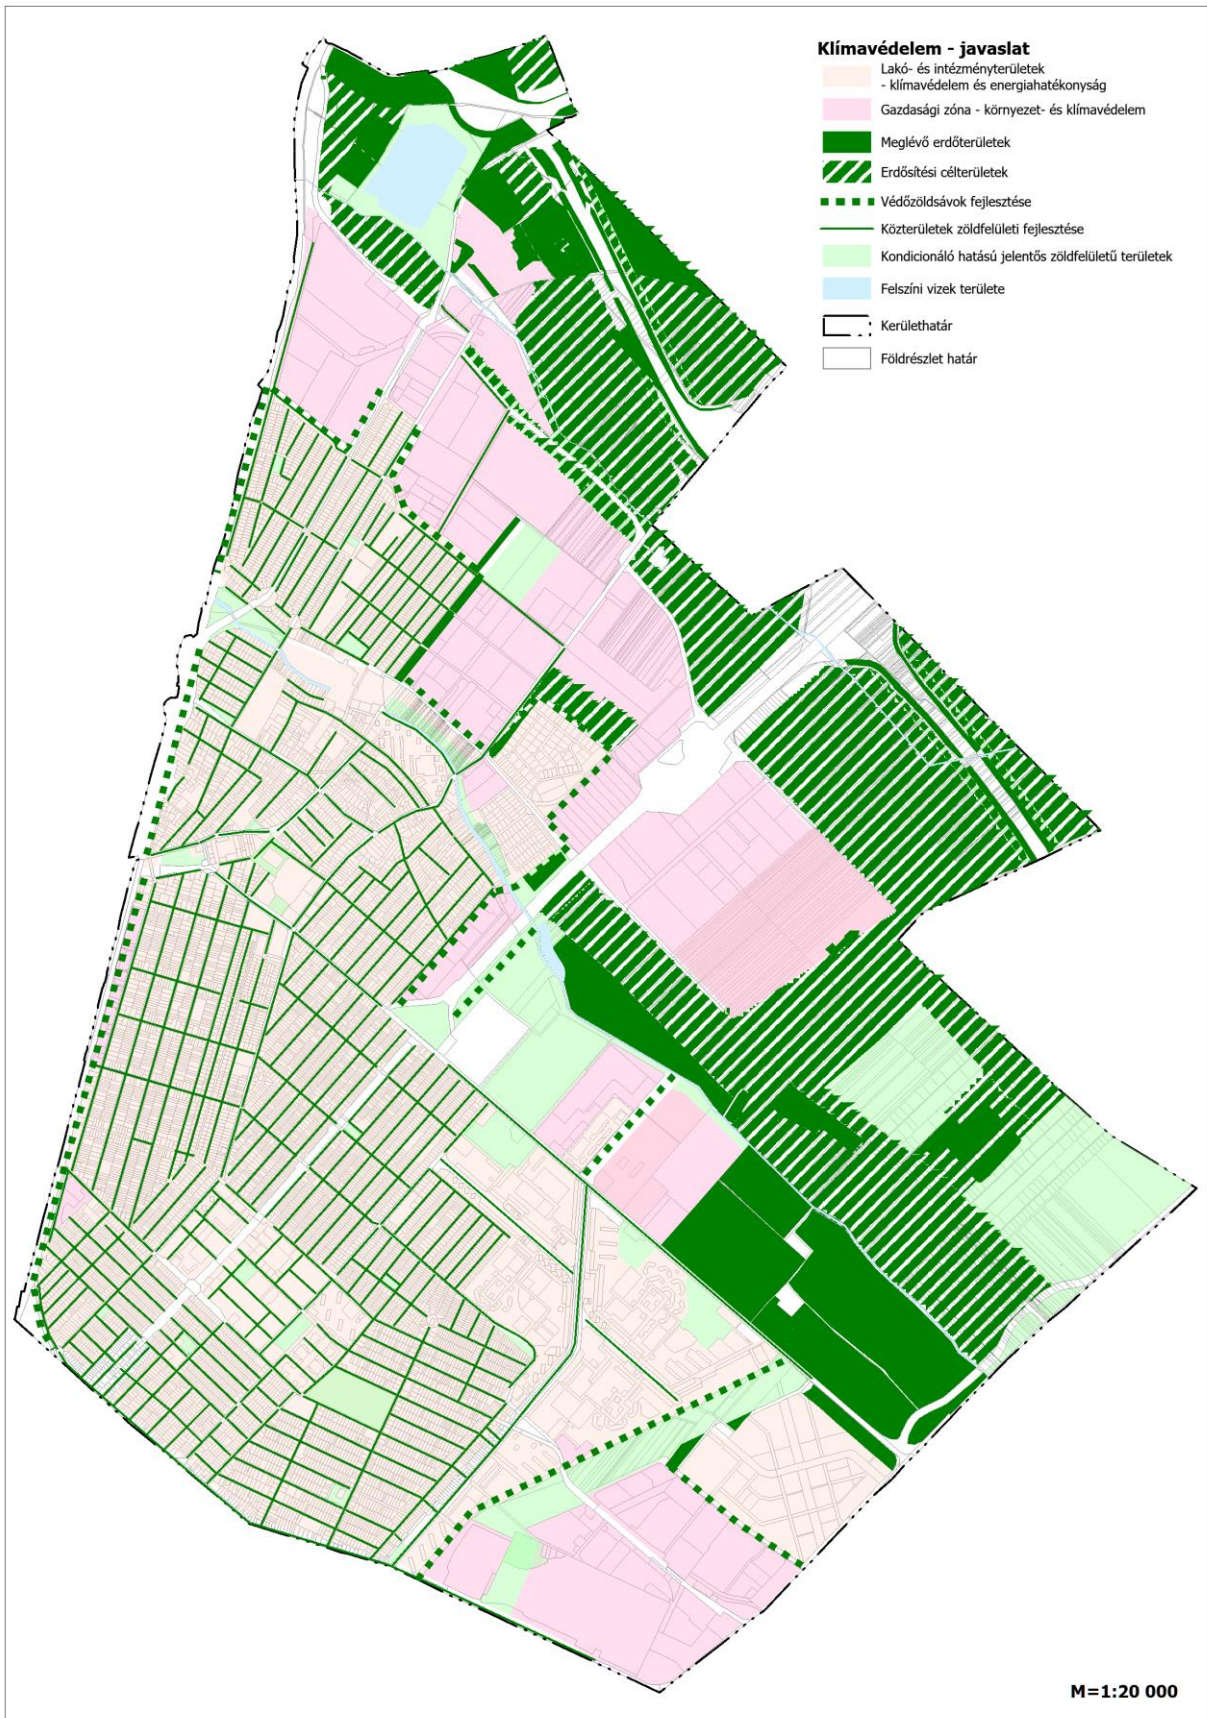 Klímavédelem - javaslat
Lakó- és intézményterületek
- klímavédelem és energiahatékonyság
Gazdasági zóna - környezet- és klímavédelem
Meglévő erdőterületek
Erdősítési célterületek
Védőzöldsávok fejlesztése
Közterületek zöldfelületi fejlesztése
Kondicionáló hatású jelentős zöldfelületű területek
Felszíni vizek területe
Kerülethatár
Földrészlet határ
M=1:20 000